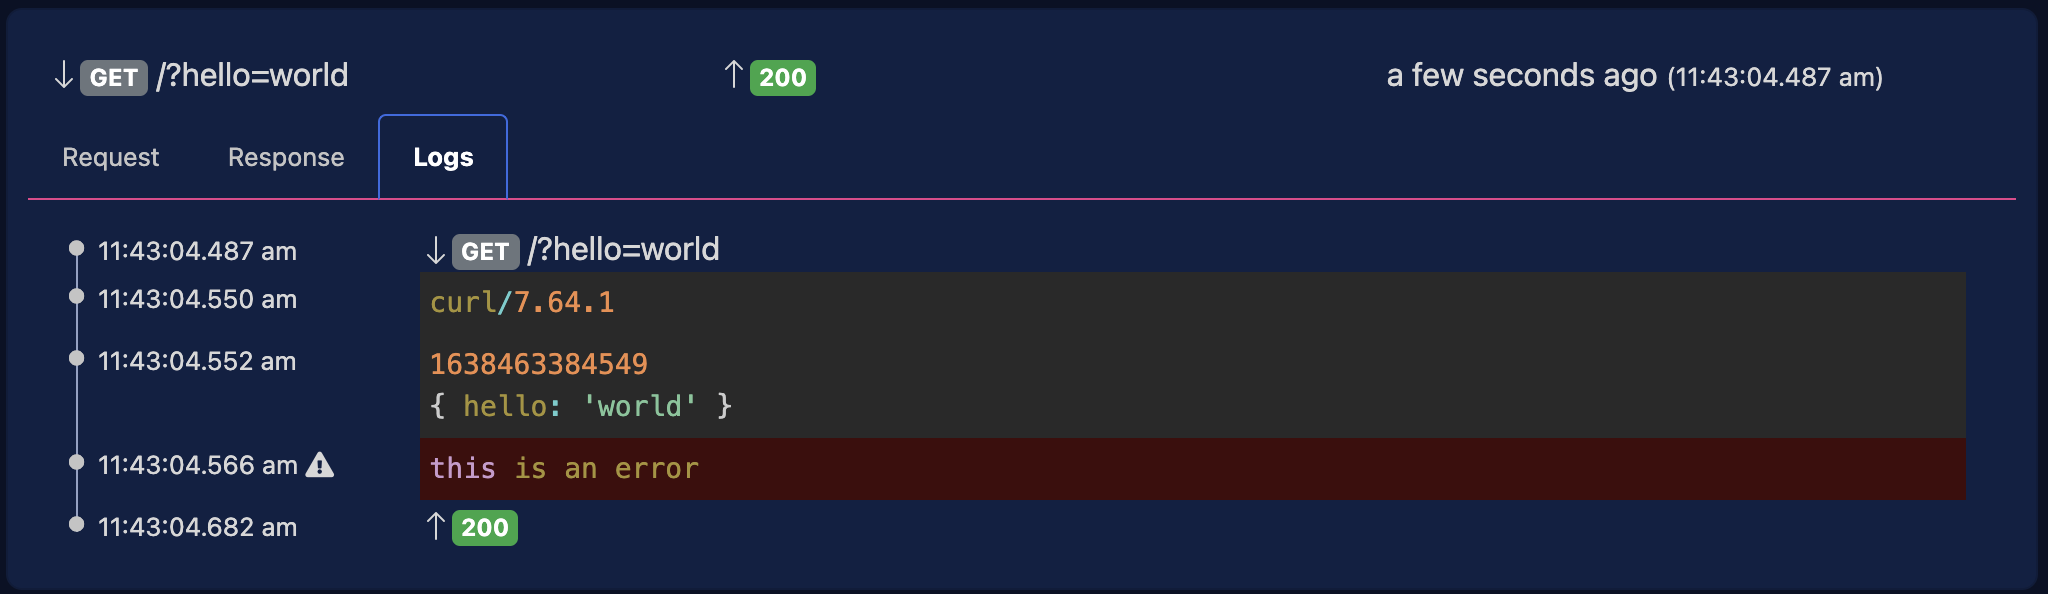 ↓ GET /?hello=world ↑ 200 a few seconds ago (11:43:04.487 am)
Request Response Logs
11:43:04.487 am ↓ GET /?hello=world
11:43:04.550 am curl/7.64.1
11:43:04.552 am 1638463384549
{ hello: 'world' }
11:43:04.566 am this is an error
11:43:04.682 am ↑ 200